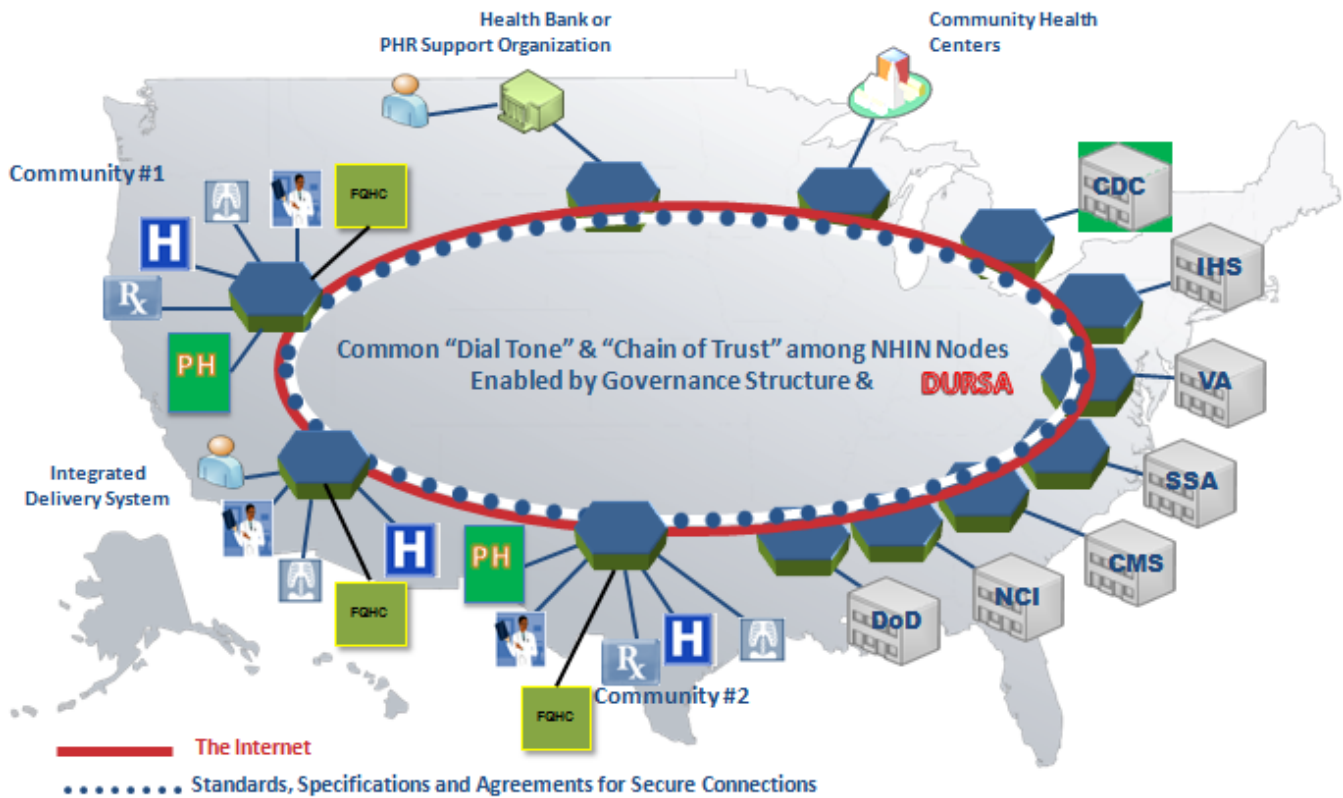 Health Bank or
PHR Support Organization
Community Health
Centers
Community #1
FQHC
CDC
H
IHS
Rx
PH
Common “Dial Tone” & “Chain of Trust” among NHIN Nodes
Enabled by Governance Structure & DURSA
VA
Integrated
Delivery System
SSA
H
PH
CMS
FQHC
NCI
DoD
H
Rx
Community #2
FQHC
The Internet
Standards, Specifications and Agreements for Secure Connections